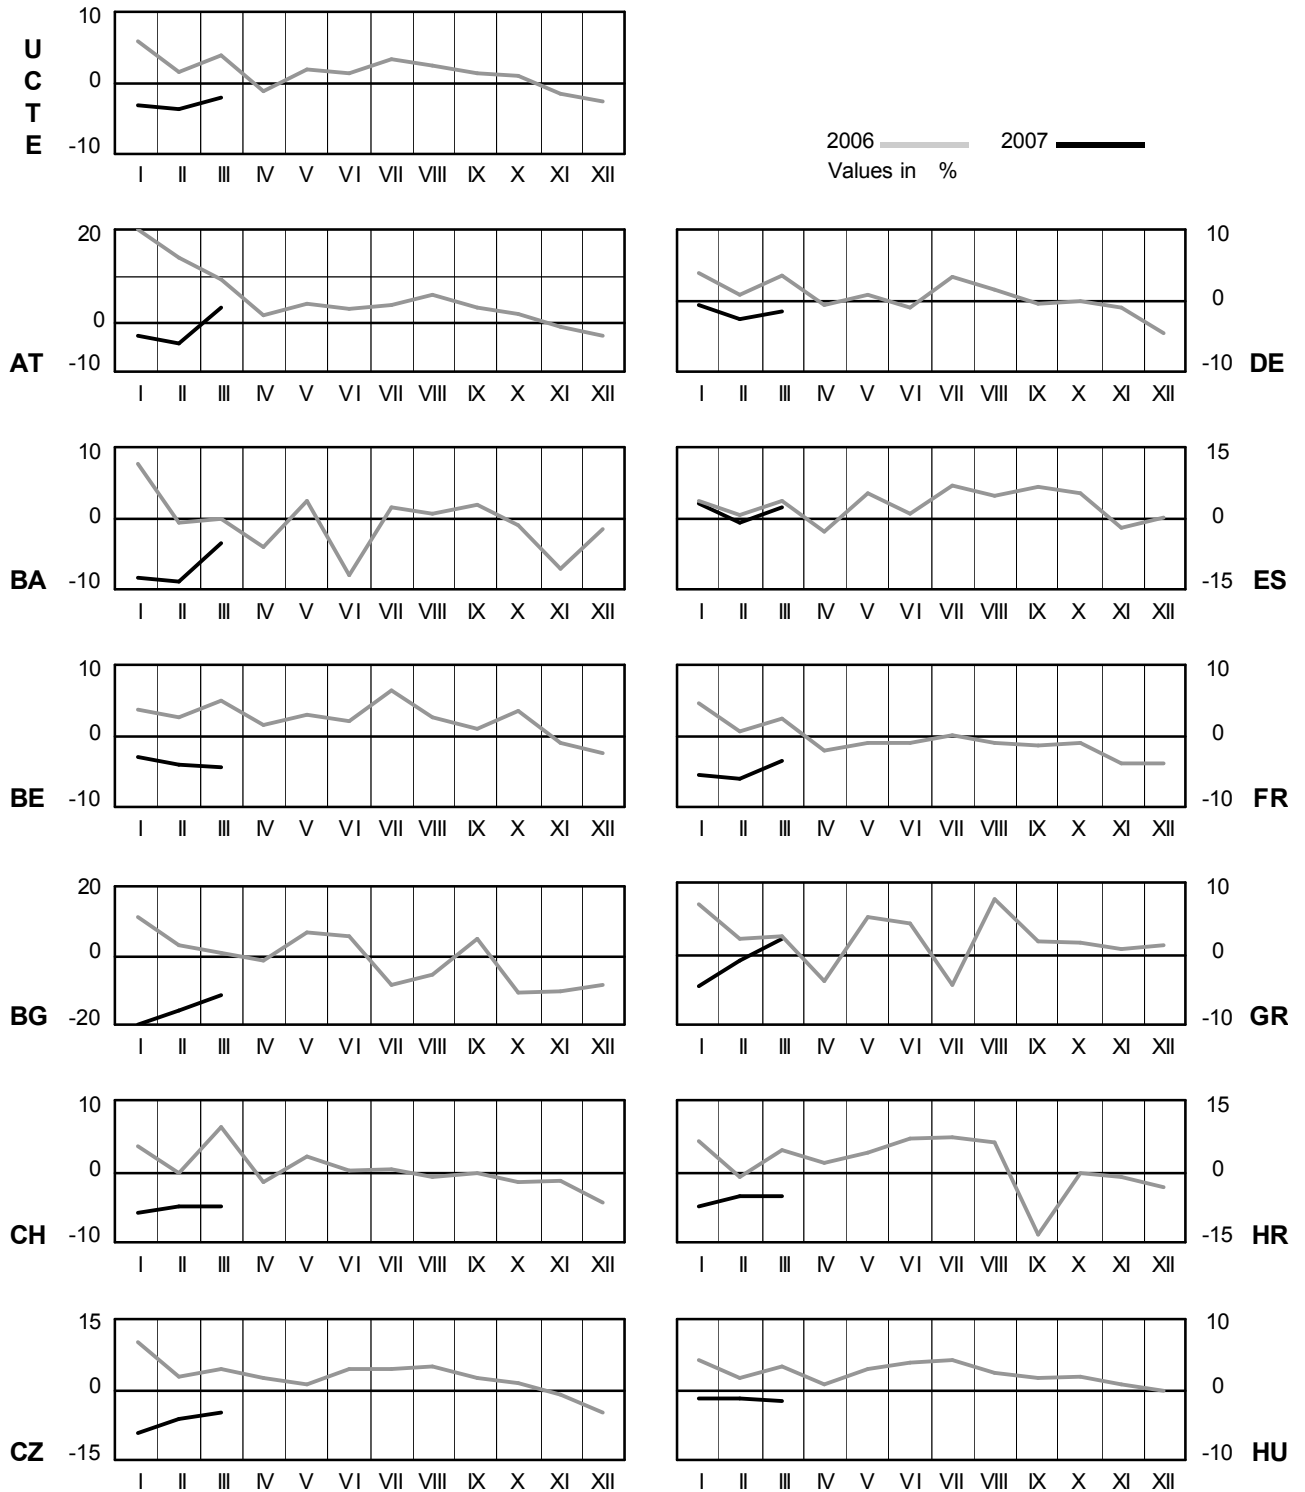 10
U
C
T
E
0
-10
I II III IV V VI VII VIII IX X XI XII
2006 2007
Values in %
20
0
AT -10
I II III IV V VI VII VIII IX X XI XII
10
0
-10 DE
I II III IV V VI VII VIII IX X XI XII
10
0
BA -10
I II III IV V VI VII VIII IX X XI XII
15
0
-15 ES
I II III IV V VI VII VIII IX X XI XII
10
0
BE -10
I II III IV V VI VII VIII IX X XI XII
10
0
-10 FR
I II III IV V VI VII VIII IX X XI XII
20
0
BG -20
I II III IV V VI VII VIII IX X XI XII
10
0
-10 GR
I II III IV V VI VII VIII IX X XI XII
10
0
CH -10
I II III IV V VI VII VIII IX X XI XII
15
0
-15 HR
I II III IV V VI VII VIII IX X XI XII
15
0
CZ -15
I II III IV V VI VII VIII IX X XI XII
10
0
-10 HU
I II III IV V VI VII VIII IX X XI XII